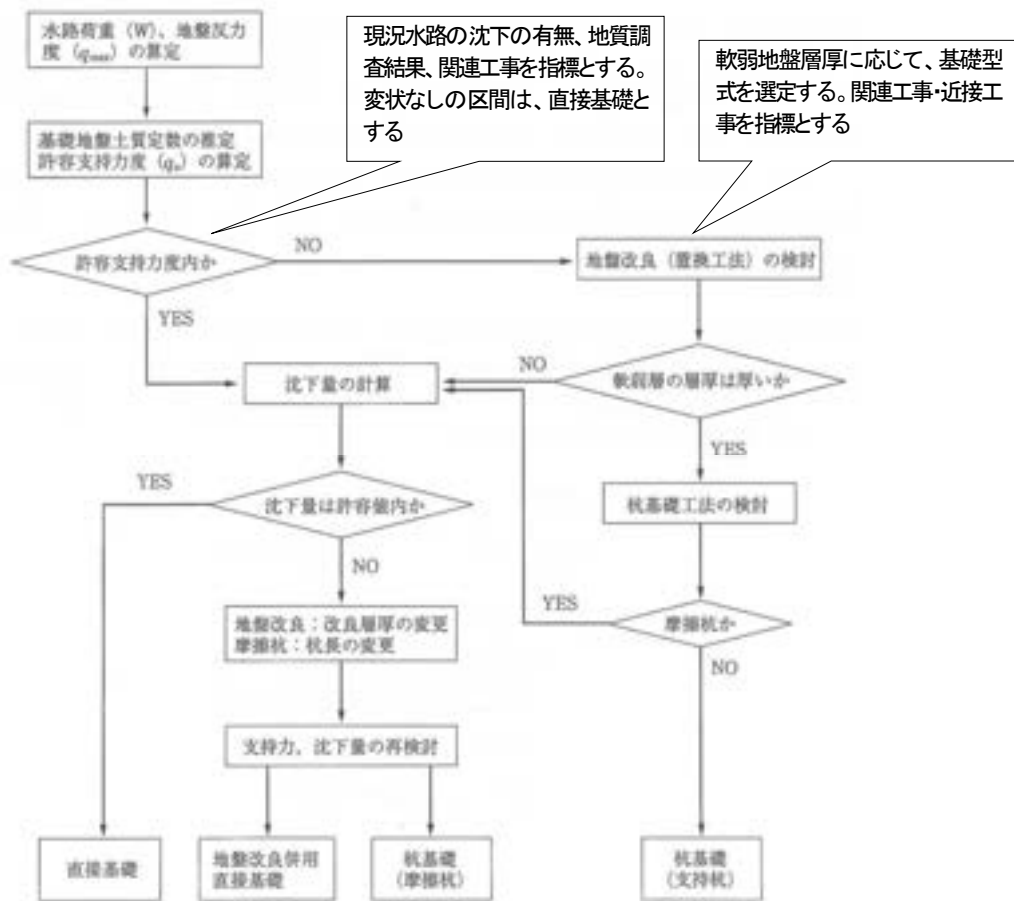 水路荷重（W）、地盤反力
度（qmax）の算定
現況水路の沈下の有無、地質調
査結果、関連工事を指標とする。
変状なしの区間は、直接基礎と
する
軟弱地盤層厚に応じて、基礎型
式を選定する。関連工事・近接工
事を指標とする
基礎地盤土質定数の推定
許容支持力度（qa）の算定
許容支持力度内か
NO
地盤改良（置換工法）の検討
YES
沈下量の計算
NO
軟弱層の層厚は厚いか
YES
YES
沈下量は許容値内か
杭基礎工法の検討
NO
YES
地盤改良：改良層厚の変更
摩擦杭：杭長の変更
摩擦杭か
NO
支持力，沈下量の再検討
直接基礎
地盤改良併用
直接基礎
杭基礎
(摩擦杭)
杭基礎
(支持杭)